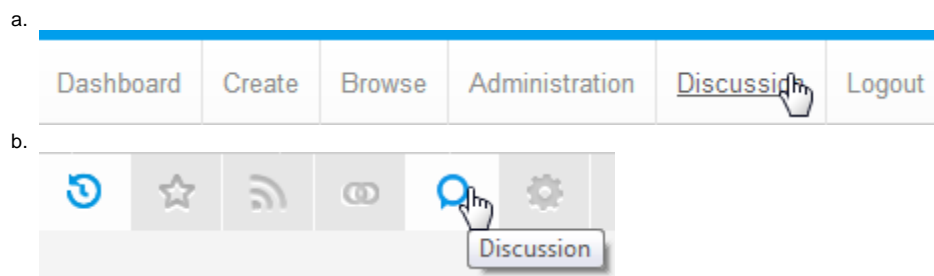 a.
Dashboard Create Browse Administration Discussion Logout
b.
Discussion